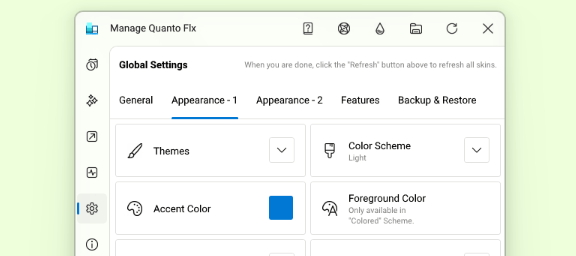 Manage Quanto Flx
Global Settings
When you are done, click the "Refresh" button above to refresh all skins.
General
Appearance - 1
Appearance - 2
Features
Backup & Restore
Themes
Color Scheme
Light
Accent Color
Foreground Color
Only available in
"Colored" Scheme.